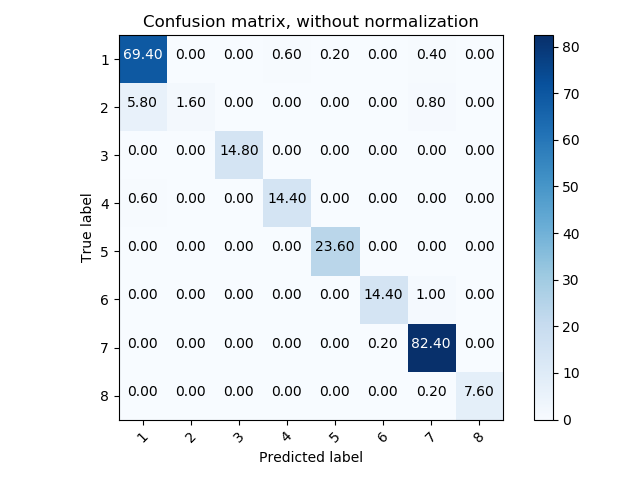 Confusion matrix, without normalization
True label
1 69.40 0.00 0.00 0.60 0.20 0.00 0.40 0.00
2 5.80 1.60 0.00 0.00 0.00 0.00 0.80 0.00
3 0.00 0.00 14.80 0.00 0.00 0.00 0.00 0.00
4 0.60 0.00 0.00 14.40 0.00 0.00 0.00 0.00
5 0.00 0.00 0.00 0.00 23.60 0.00 0.00 0.00
6 0.00 0.00 0.00 0.00 0.00 14.40 1.00 0.00
7 0.00 0.00 0.00 0.00 0.00 0.20 82.40 0.00
8 0.00 0.00 0.00 0.00 0.00 0.00 0.20 7.60
1 2 3 4 5 6 7 8
Predicted label
80
70
60
50
40
30
20
10
0